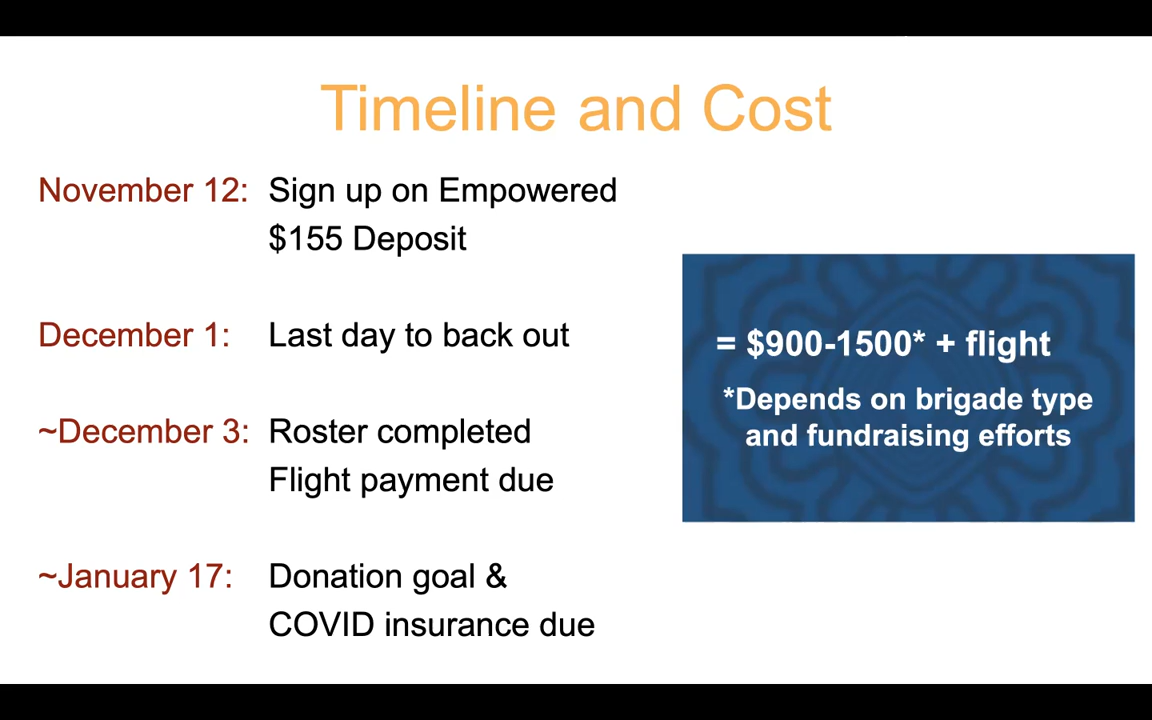 Timeline and Cost
November 12: Sign up on Empowered
$155 Deposit
December 1: Last day to back out
~December 3: Roster completed
Flight payment due
~January 17: Donation goal &
COVID insurance due
= $900-1500* + flight
*Depends on brigade type
and fundraising efforts